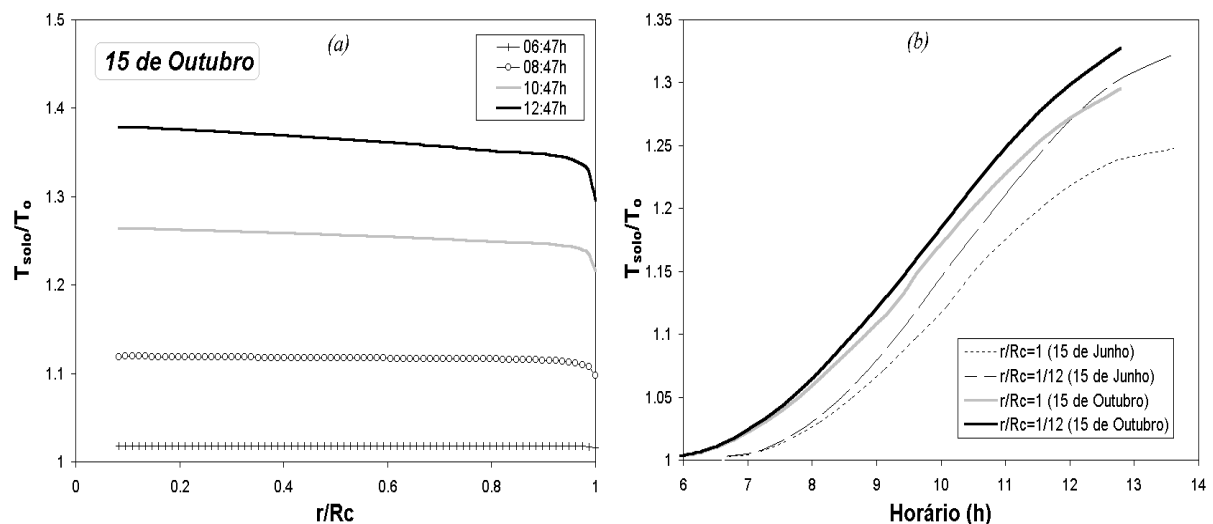 (a)
15 de Outubro
06:47h
08:47h
10:47h
12:47h
1.5
1.4
1.3
1.2
1.1
1
Tsolo/To
0
0.2
0.4
0.6
0.8
1
r/Rc
(b)
1.35
1.3
1.25
1.2
1.15
1.1
1.05
1
Tsolo/To
r/Rc=1 (15 de Junho)
r/Rc=1/12 (15 de Junho)
r/Rc=1 (15 de Outubro)
r/Rc=1/12 (15 de Outubro)
6
7
8
9
10
11
12
13
14
Horário (h)